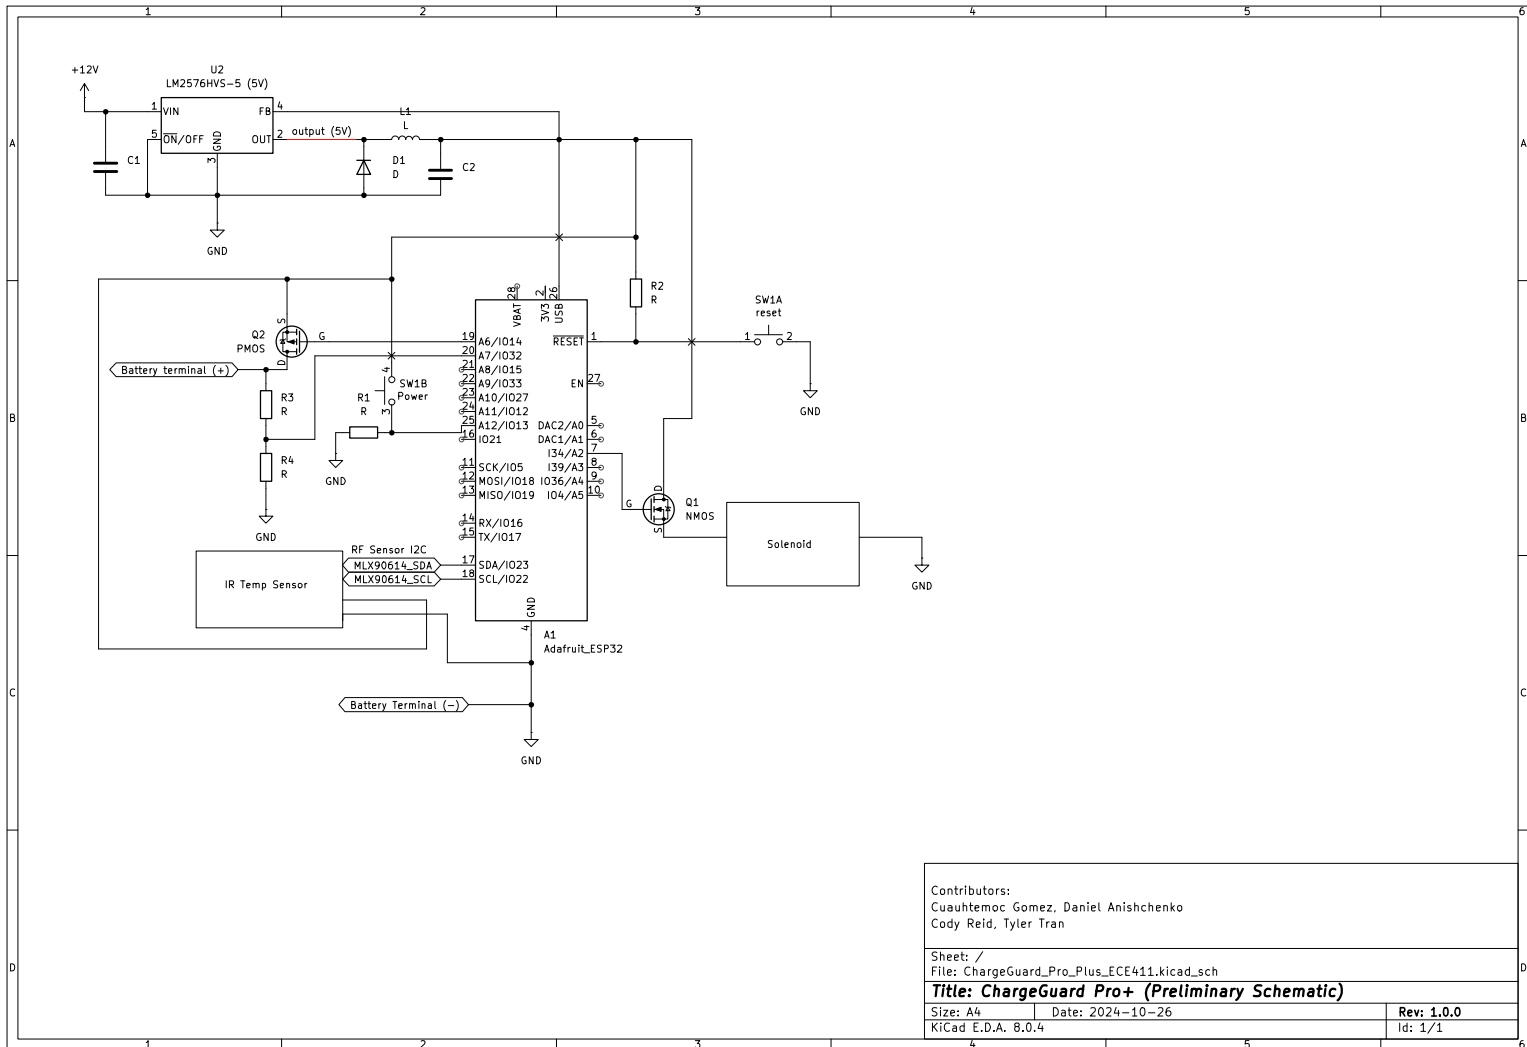 1 2 3 4 5 6
A A
B B
C C
D D
1 2 3 4 5 6
+12V
U2
LM2576HVS-5 (5V)
1 VIN FB 4
5 ON/OFF GND OUT 2
3
output (5V)
L1
L
C1
D1
D
C2
GND
R2
R
SW1A
reset
1 2
GND
28 2 26
VBAT 3V3 USB
S
Q2
PMOS
G
D
Battery terminal (+)
R3
R
R4
R
GND
R1
R
GND
4
SW1B
Power
3
19 A6/IO14
20 A7/IO32
21 A8/IO15
22 A9/IO33
23 A10/IO27
24 A11/IO12
25 A12/IO13
16 IO21
11 SCK/IO5
12 MOSI/IO18
13 MISO/IO19
14 RX/IO16
15 TX/IO17
17 SDA/IO23
18 SCL/IO22
RESET 1
EN 27
DAC2/A0 5
DAC1/A1 6
I34/A2 7
I39/A3 8
IO36/A4 9
IO4/A5 10
GND
4
A1
Adafruit_ESP32
D
G
S
Q1
NMOS
Solenoid
GND
RF Sensor I2C
MLX90614_SDA
MLX90614_SCL
IR Temp Sensor
Battery Terminal (-)
GND
Contributors:
Cuauhtemoc Gomez, Daniel Anishchenko
Cody Reid, Tyler Tran
Sheet: /
File: ChargeGuard_Pro_Plus_ECE411.kicad_sch
Title: ChargeGuard Pro+ (Preliminary Schematic)
Size: A4 Date: 2024-10-26 Rev: 1.0.0
KiCad E.D.A. 8.0.4 Id: 1/1